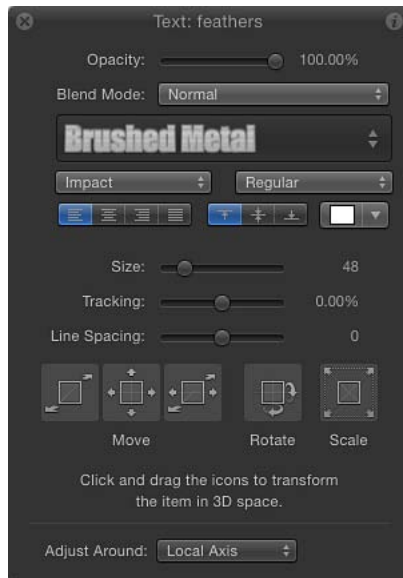 Text: feathers
Opacity: 100.00%
Blend Mode: Normal
Brushed Metal
Impact Regular
Size: 48
Tracking: 0.00%
Line Spacing: 0
Move Rotate Scale
Click and drag the icons to transform
the item in 3D space.
Adjust Around: Local Axis